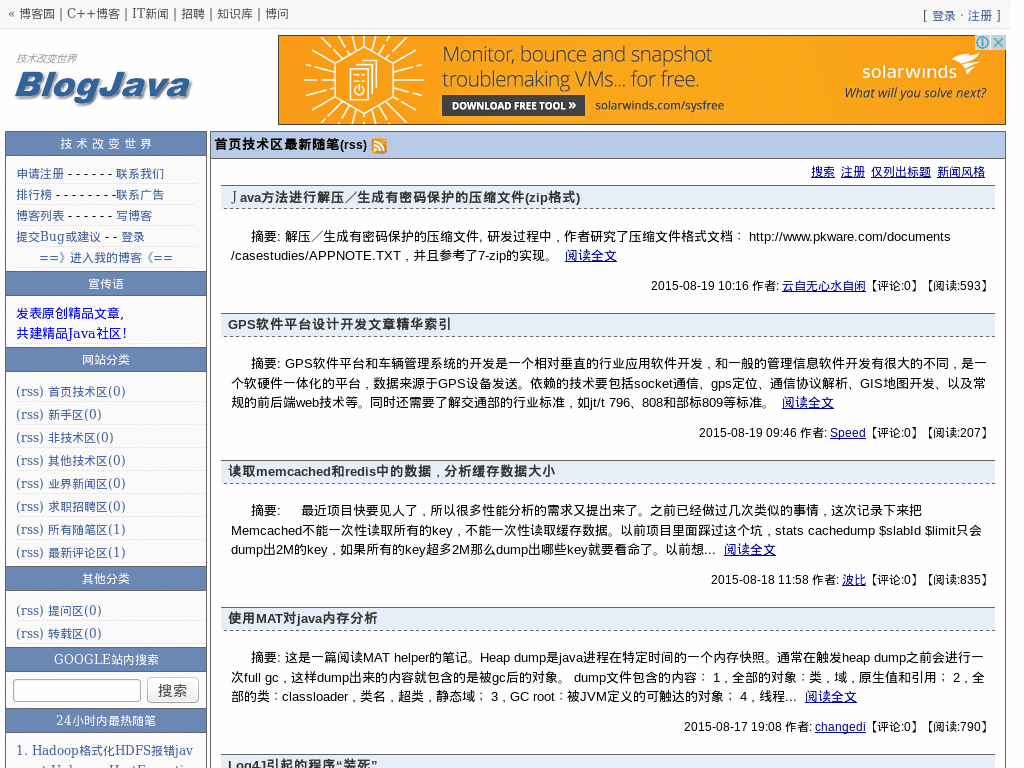 « 博客园 | C++博客 | IT新闻 | 招聘 | 知识库 | 博问
[ 登录 · 注册 ]
技术改变世界
BlogJava
Monitor, bounce and snapshot
troublemaking VMs... for free.
DOWNLOAD FREE TOOL »
solarwinds.com/sysfree
solarwinds
What will you solve next?
技 术 改 变 世 界
申请注册 - - - - - - 联系我们
排行榜 - - - - - - - -联系广告
博客列表 - - - - - - 写博客
提交Bug或建议 - - 登录
==》进入我的博客《==
宣传语
发表原创精品文章,
共建精品Java社区!
网站分类
(rss) 首页技术区(0)
(rss) 新手区(0)
(rss) 非技术区(0)
(rss) 其他技术区(0)
(rss) 业界新闻区(0)
(rss) 求职招聘区(0)
(rss) 所有随笔区(1)
(rss) 最新评论区(1)
其他分类
(rss) 提问区(0)
(rss) 转载区(0)
GOOGLE站内搜索
搜索
24小时内最热随笔
1. Hadoop格式化HDFS报错jav
首页技术区最新随笔(rss)
搜索 注册 仅列出标题 新闻风格
Java方法进行解压／生成有密码保护的压缩文件(zip格式)
摘要: 解压／生成有密码保护的压缩文件, 研发过程中，作者研究了压缩文件格式文档： http://www.pkware.com/documents
/casestudies/APPNOTE.TXT，并且参考了7-zip的实现。 阅读全文
2015-08-19 10:16 作者: 云自无心水自闲【评论:0】 【阅读:593】
GPS软件平台设计开发文章精华索引
摘要: GPS软件平台和车辆管理系统的开发是一个相对垂直的行业应用软件开发，和一般的管理信息软件开发有很大的不同，是一
个软硬件一体化的平台，数据来源于GPS设备发送。依赖的技术要包括socket通信、gps定位、通信协议解析、GIS地图开发、以及常
规的前后端web技术等。同时还需要了解交通部的行业标准，如jt/t 796、808和部标809等标准。 阅读全文
2015-08-19 09:46 作者: Speed【评论:0】 【阅读:207】
读取memcached和redis中的数据，分析缓存数据大小
摘要: 最近项目快要见人了，所以很多性能分析的需求又提出来了。之前已经做过几次类似的事情，这次记录下来把
Memcached不能一次性读取所有的key，不能一次性读取缓存数据。以前项目里面踩过这个坑，stats cachedump $slabId $limit只会
dump出2M的key，如果所有的key超多2M那么dump出哪些key就要看命了。以前想... 阅读全文
2015-08-18 11:58 作者: 波比【评论:0】 【阅读:835】
使用MAT对java内存分析
摘要: 这是一篇阅读MAT helper的笔记。Heap dump是java进程在特定时间的一个内存快照。通常在触发heap dump之前会进行一
次full gc，这样dump出来的内容就包含的是被gc后的对象。 dump文件包含的内容： 1，全部的对象：类，域，原生值和引用； 2，全
部的类：classloader，类名，超类，静态域； 3，GC root：被JVM定义的可触达的对象； 4，线程... 阅读全文
2015-08-17 19:08 作者: changedi【评论:0】 【阅读:790】
Log4J引起的程序“装死”